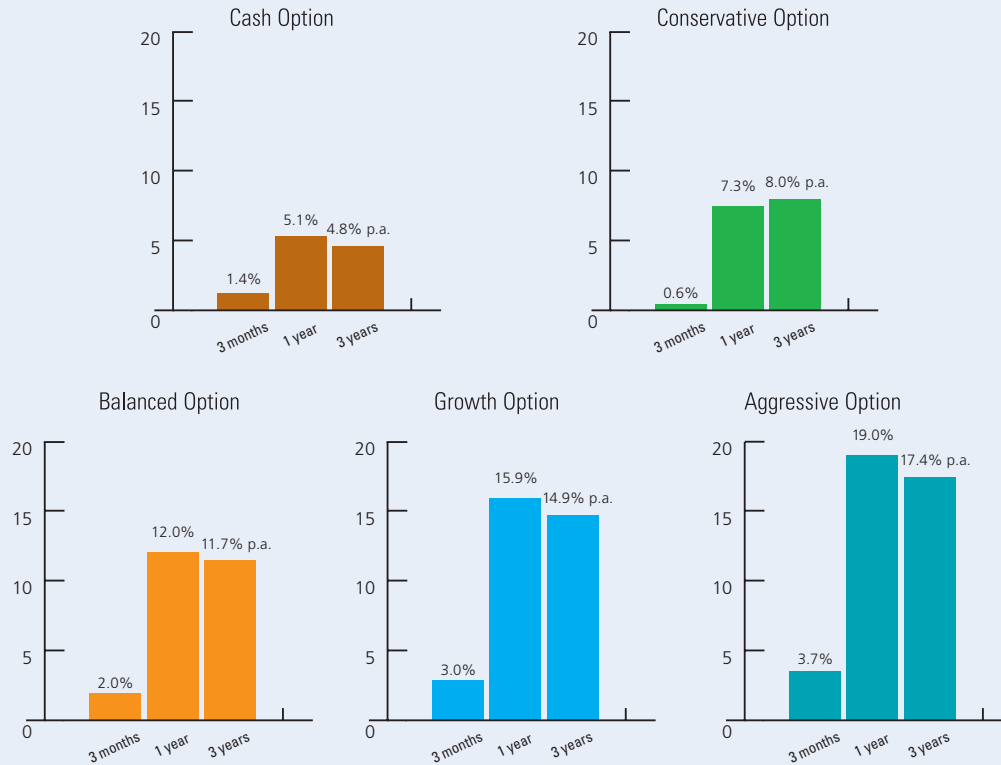 Cash Option
20
15
10
5
0
1.4%
5.1%
4.8% p.a.
3 months
1 year
3 years
Conservative Option
20
15
10
5
0
0.6%
7.3%
8.0% p.a.
3 months
1 year
3 years
Balanced Option
20
15
10
5
0
2.0%
12.0%
11.7% p.a.
3 months
1 year
3 years
Growth Option
20
15
10
5
0
3.0%
15.9%
14.9% p.a.
3 months
1 year
3 years
Aggressive Option
20
15
10
5
0
3.7%
19.0%
17.4% p.a.
3 months
1 year
3 years